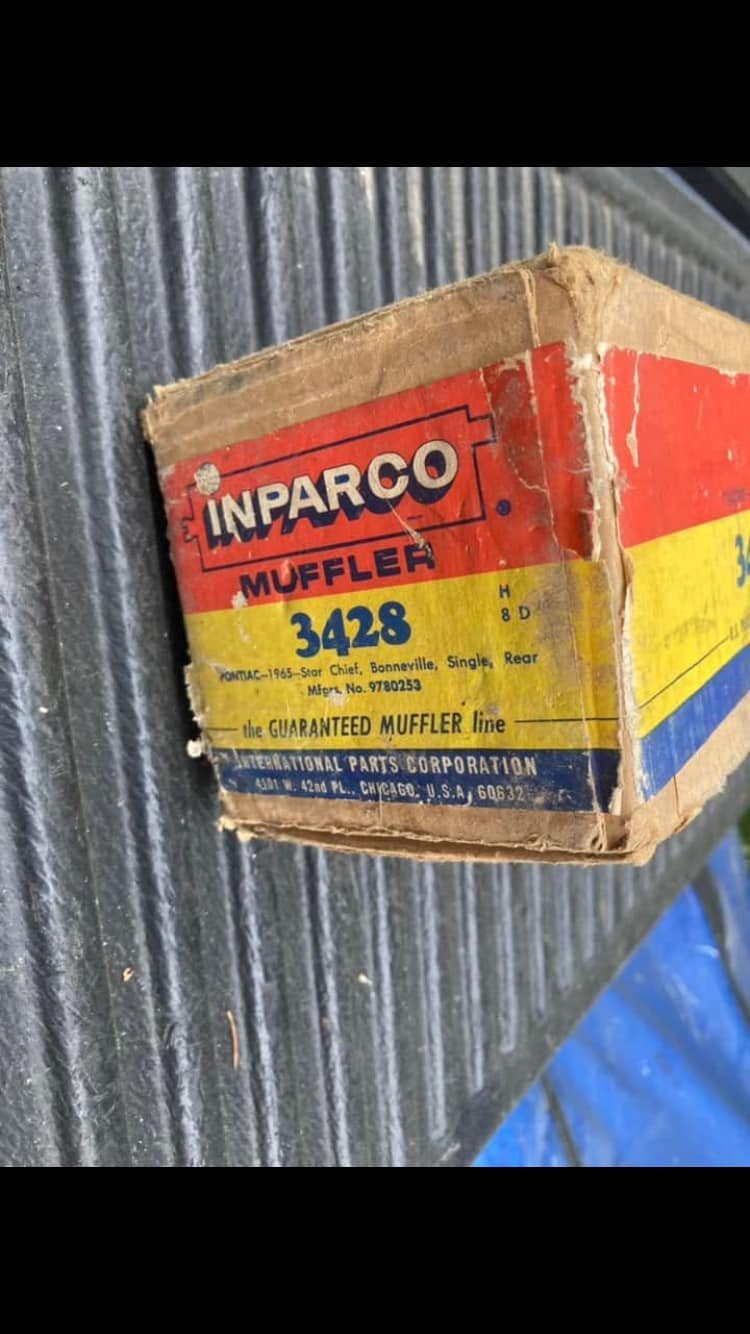 INPARCO
MUFFLER
3428
H
8 D
PONTIAC—1965—Star Chief, Bonneville, Single, Rear
Mfgrs. No. 9780253
the GUARANTEED MUFFLER line
INTERNATIONAL PARTS CORPORATION
4101 W. 42nd PL., CHICAGO, U.S.A. 60632
34